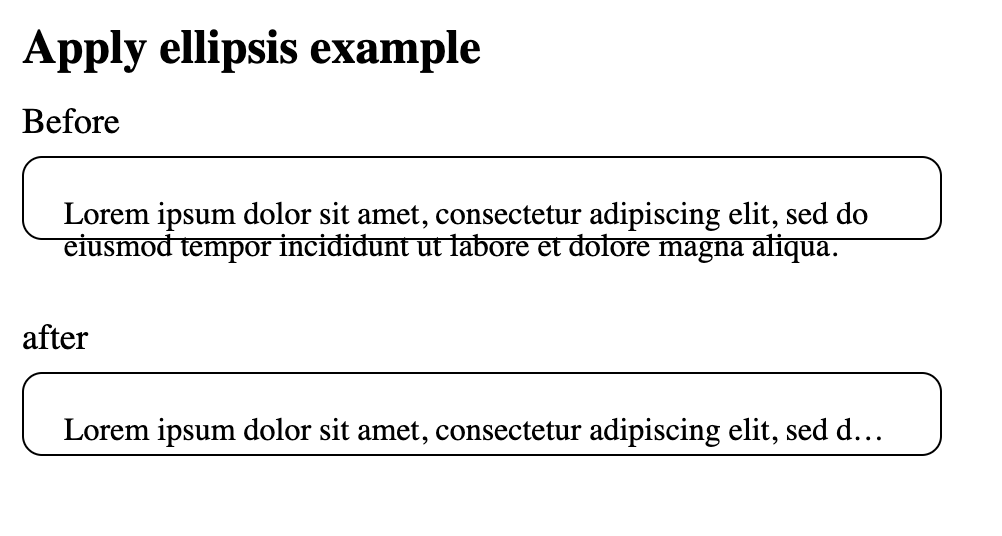 Apply ellipsis example
Before
Lorem ipsum dolor sit amet, consectetur adipiscing elit, sed do
eiusmod tempor incididunt ut labore et dolore magna aliqua.
after
Lorem ipsum dolor sit amet, consectetur adipiscing elit, sed d…